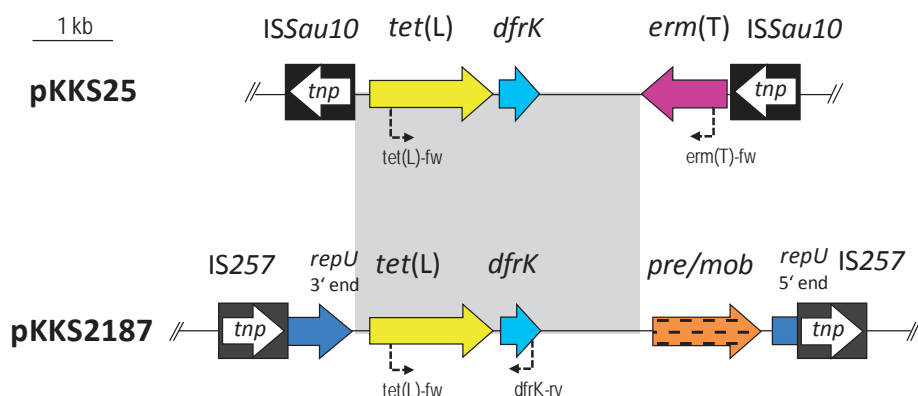 1 kb
ISSau10 tet(L) dfrK erm(T) ISSau10
pKKS25
tnp tnp
tet(L)-fw erm(T)-fw
IS257 repU 3‘ end tet(L) dfrK pre/mob repU 5‘ end IS257
pKKS2187
tnp tnp
tet(L)-fw dfrK-rv